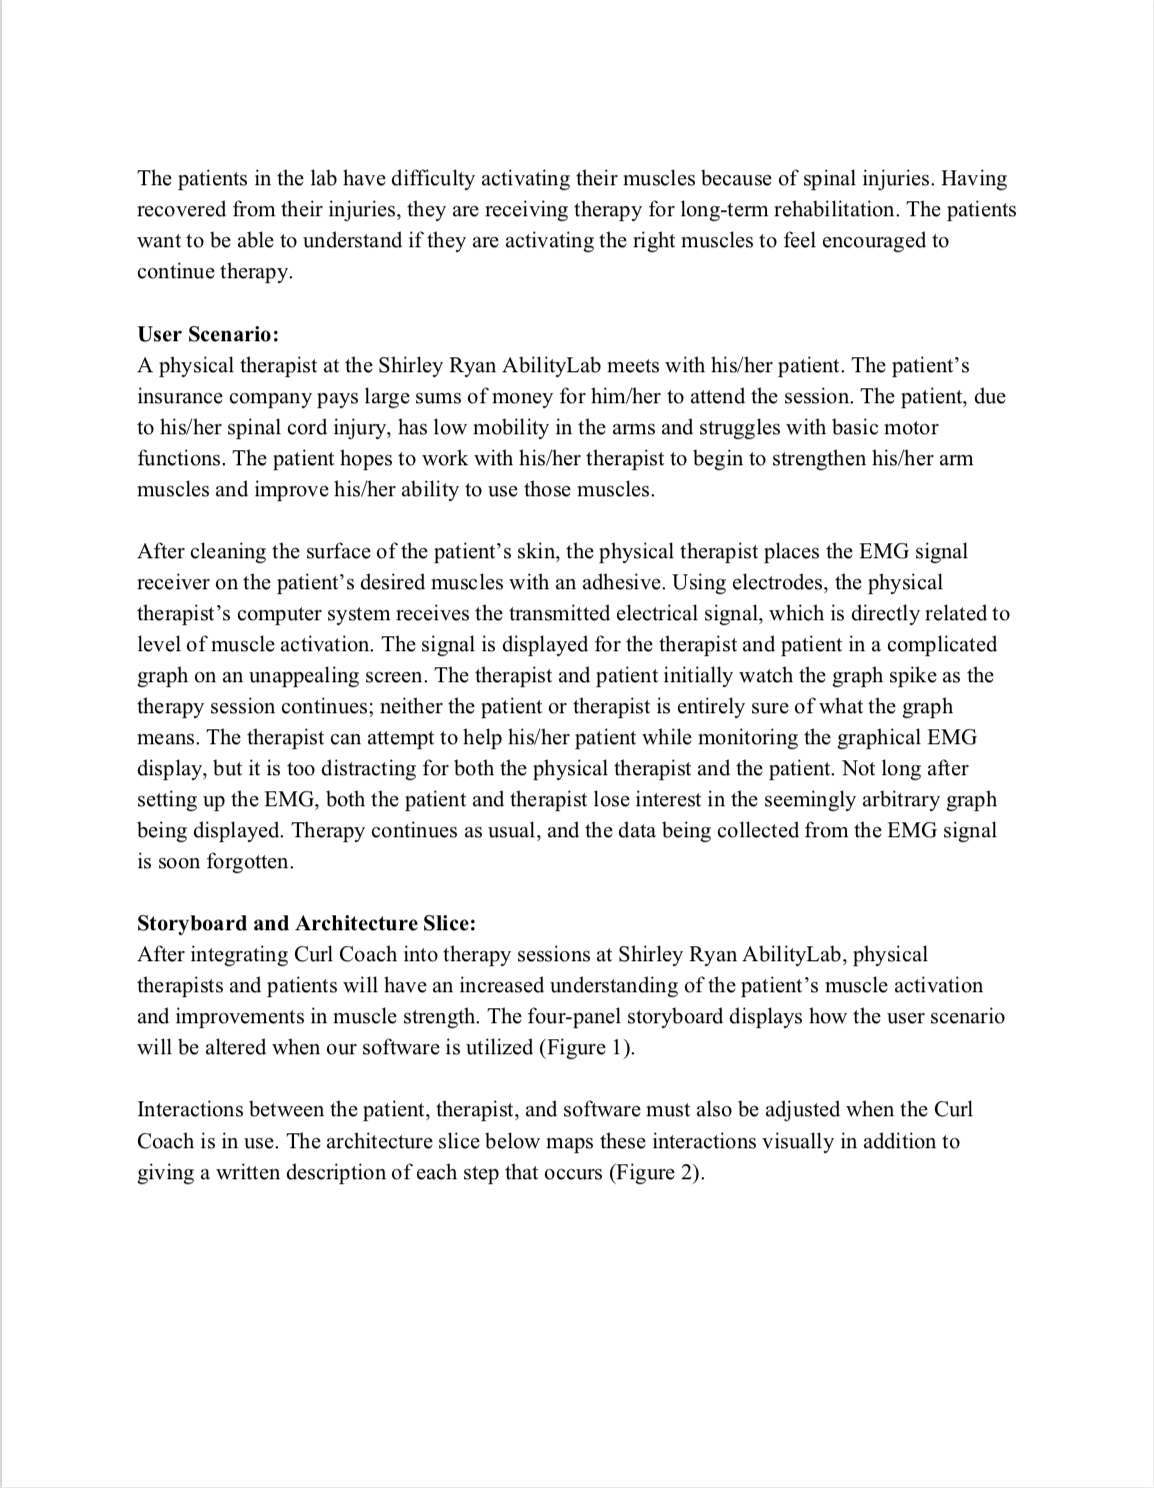 The patients in the lab have difficulty activating their muscles because of spinal injuries. Having
recovered from their injuries, they are receiving therapy for long-term rehabilitation. The patients
want to be able to understand if they are activating the right muscles to feel encouraged to
continue therapy.
User Scenario:
A physical therapist at the Shirley Ryan AbilityLab meets with his/her patient. The patient’s
insurance company pays large sums of money for him/her to attend the session. The patient, due
to his/her spinal cord injury, has low mobility in the arms and struggles with basic motor
functions. The patient hopes to work with his/her therapist to begin to strengthen his/her arm
muscles and improve his/her ability to use those muscles.
After cleaning the surface of the patient’s skin, the physical therapist places the EMG signal
receiver on the patient’s desired muscles with an adhesive. Using electrodes, the physical
therapist’s computer system receives the transmitted electrical signal, which is directly related to
level of muscle activation. The signal is displayed for the therapist and patient in a complicated
graph on an unappealing screen. The therapist and patient initially watch the graph spike as the
therapy session continues; neither the patient or therapist is entirely sure of what the graph
means. The therapist can attempt to help his/her patient while monitoring the graphical EMG
display, but it is too distracting for both the physical therapist and the patient. Not long after
setting up the EMG, both the patient and therapist lose interest in the seemingly arbitrary graph
being displayed. Therapy continues as usual, and the data being collected from the EMG signal
is soon forgotten.
Storyboard and Architecture Slice:
After integrating Curl Coach into therapy sessions at Shirley Ryan AbilityLab, physical
therapists and patients will have an increased understanding of the patient’s muscle activation
and improvements in muscle strength. The four-panel storyboard displays how the user scenario
will be altered when our software is utilized (Figure 1).
Interactions between the patient, therapist, and software must also be adjusted when the Curl
Coach is in use. The architecture slice below maps these interactions visually in addition to
giving a written description of each step that occurs (Figure 2).